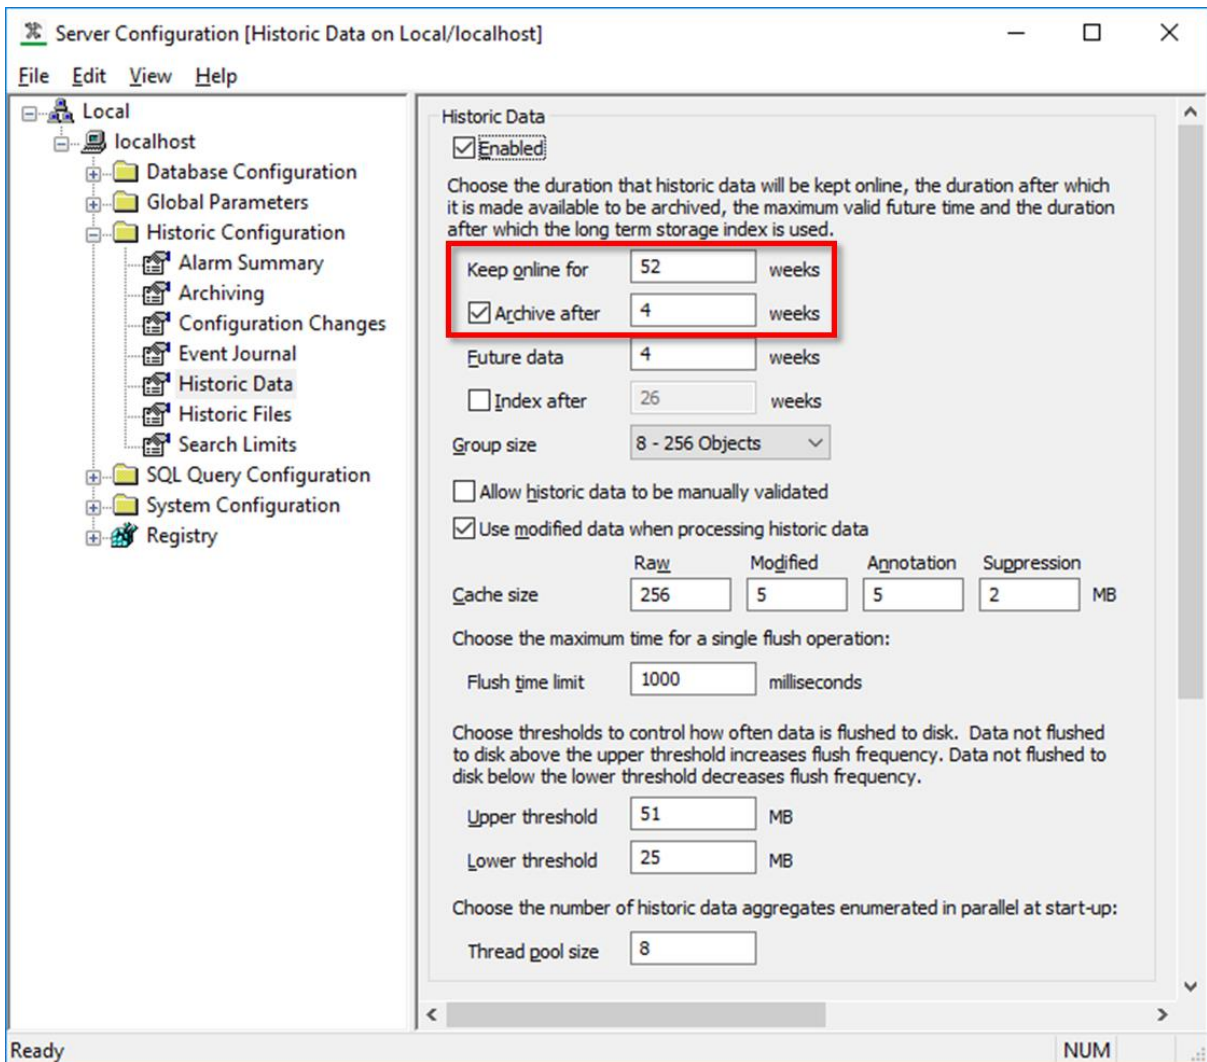 Server Configuration [Historic Data on Local/localhost]
File Edit View Help
Local
localhost
Database Configuration
Global Parameters
Historic Configuration
Alarm Summary
Archiving
Configuration Changes
Event Journal
Historic Data
Historic Files
Search Limits
SQL Query Configuration
System Configuration
Registry
Historic Data
Enabled
Choose the duration that historic data will be kept online, the duration after which
it is made available to be archived, the maximum valid future time and the duration
after which the long term storage index is used.
Keep online for 52 weeks
Archive after 4 weeks
Future data 4 weeks
Index after 26 weeks
Group size 8 - 256 Objects
Allow historic data to be manually validated
Use modified data when processing historic data
Raw Modified Annotation Suppression
Cache size 256 5 5 2 MB
Choose the maximum time for a single flush operation:
Flush time limit 1000 milliseconds
Choose thresholds to control how often data is flushed to disk. Data not flushed
to disk above the upper threshold increases flush frequency. Data not flushed to
disk below the lower threshold decreases flush frequency.
Upper threshold 51 MB
Lower threshold 25 MB
Choose the number of historic data aggregates enumerated in parallel at start-up:
Thread pool size 8
Ready NUM